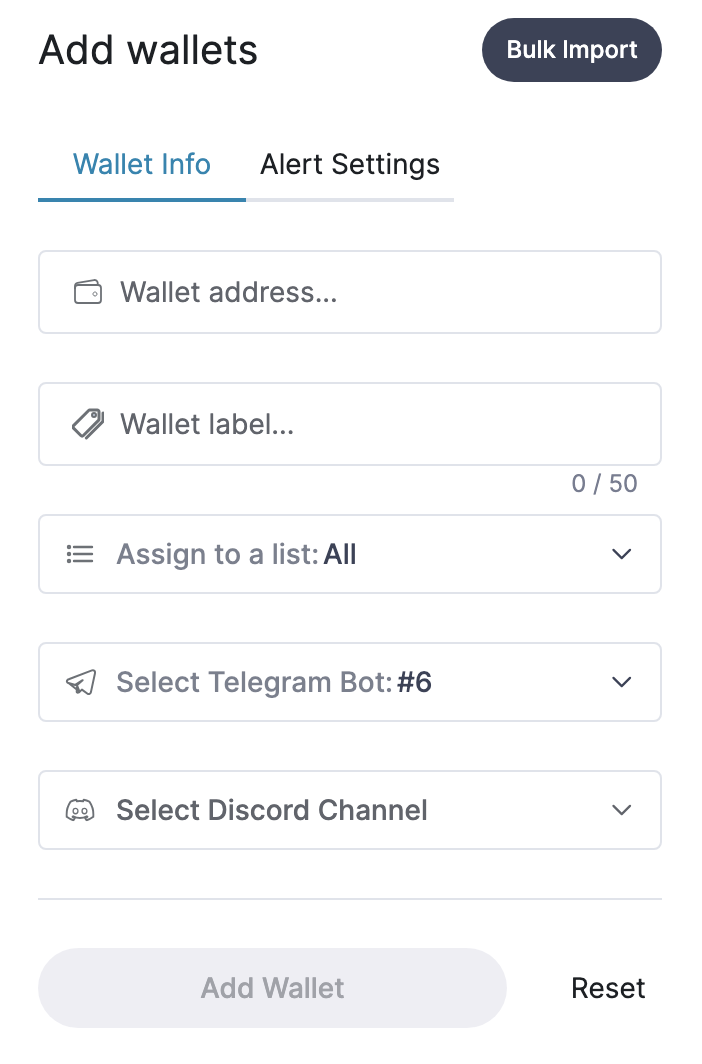 Add wallets
Bulk Import
Wallet Info
Alert Settings
Wallet address...
Wallet label...
0 / 50
Assign to a list: All
Select Telegram Bot: #6
Select Discord Channel
Add Wallet
Reset